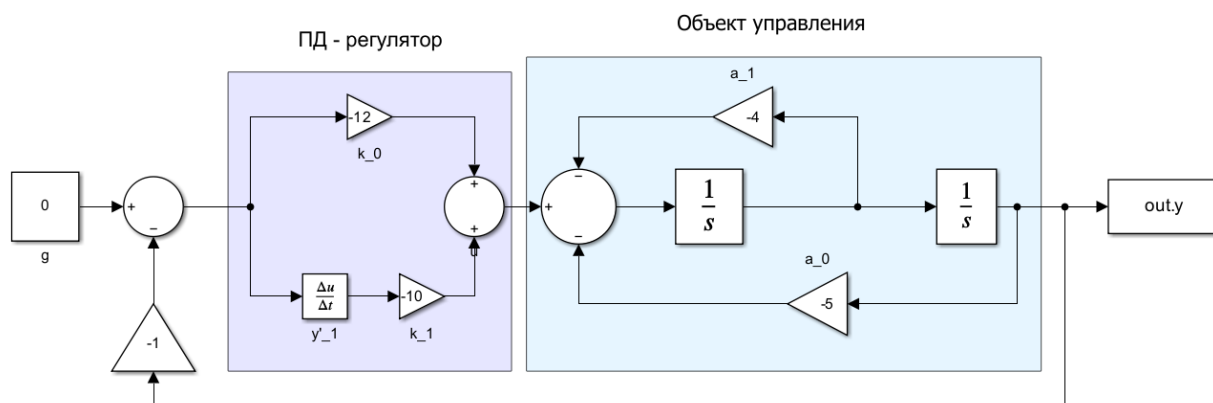 Объект управления
ПД - регулятор
a_1
-4
-12
k_0
0
g
+
−
+
+
u
−
+
−
1/s
1/s
out.y
a_0
-5
Δu/Δt
y'_1
-10
k_1
-1